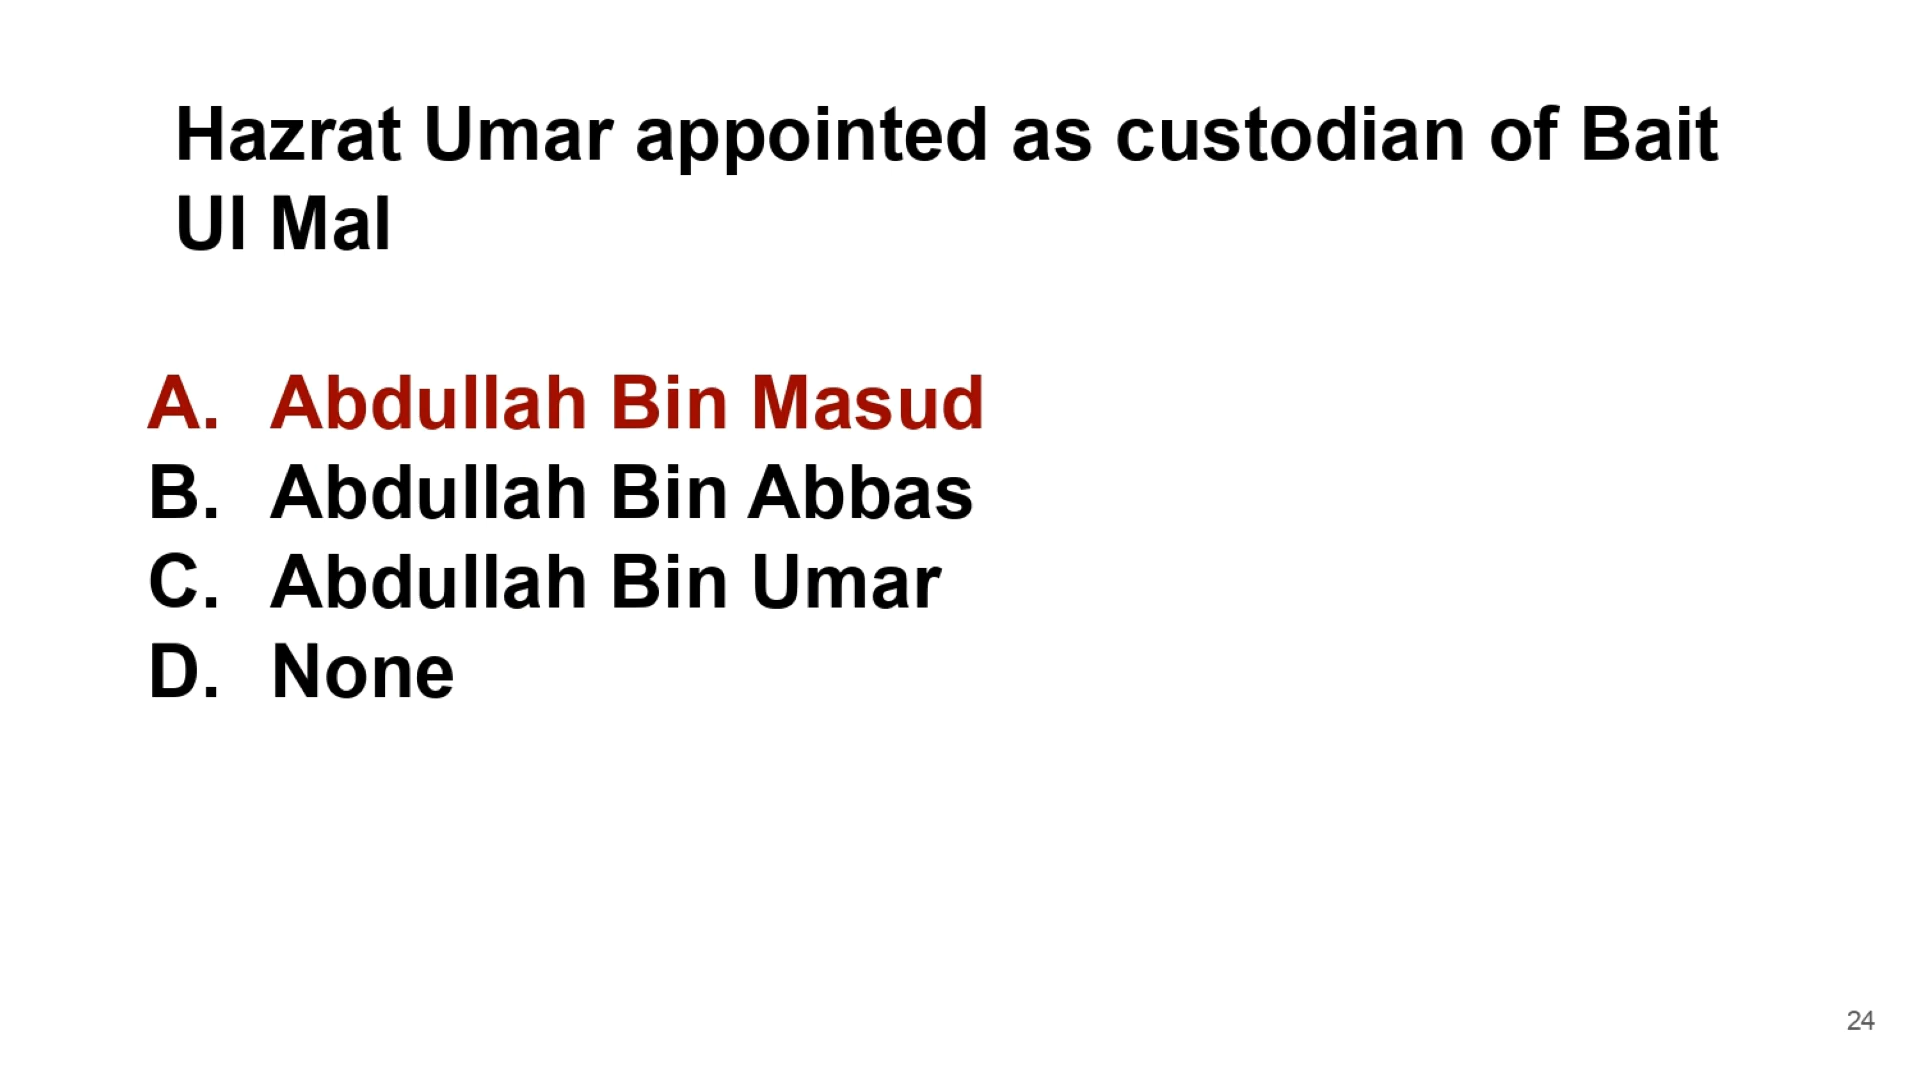 Hazrat Umar appointed as custodian of Bait
Ul Mal
A. Abdullah Bin Masud
B. Abdullah Bin Abbas
C. Abdullah Bin Umar
D. None
24